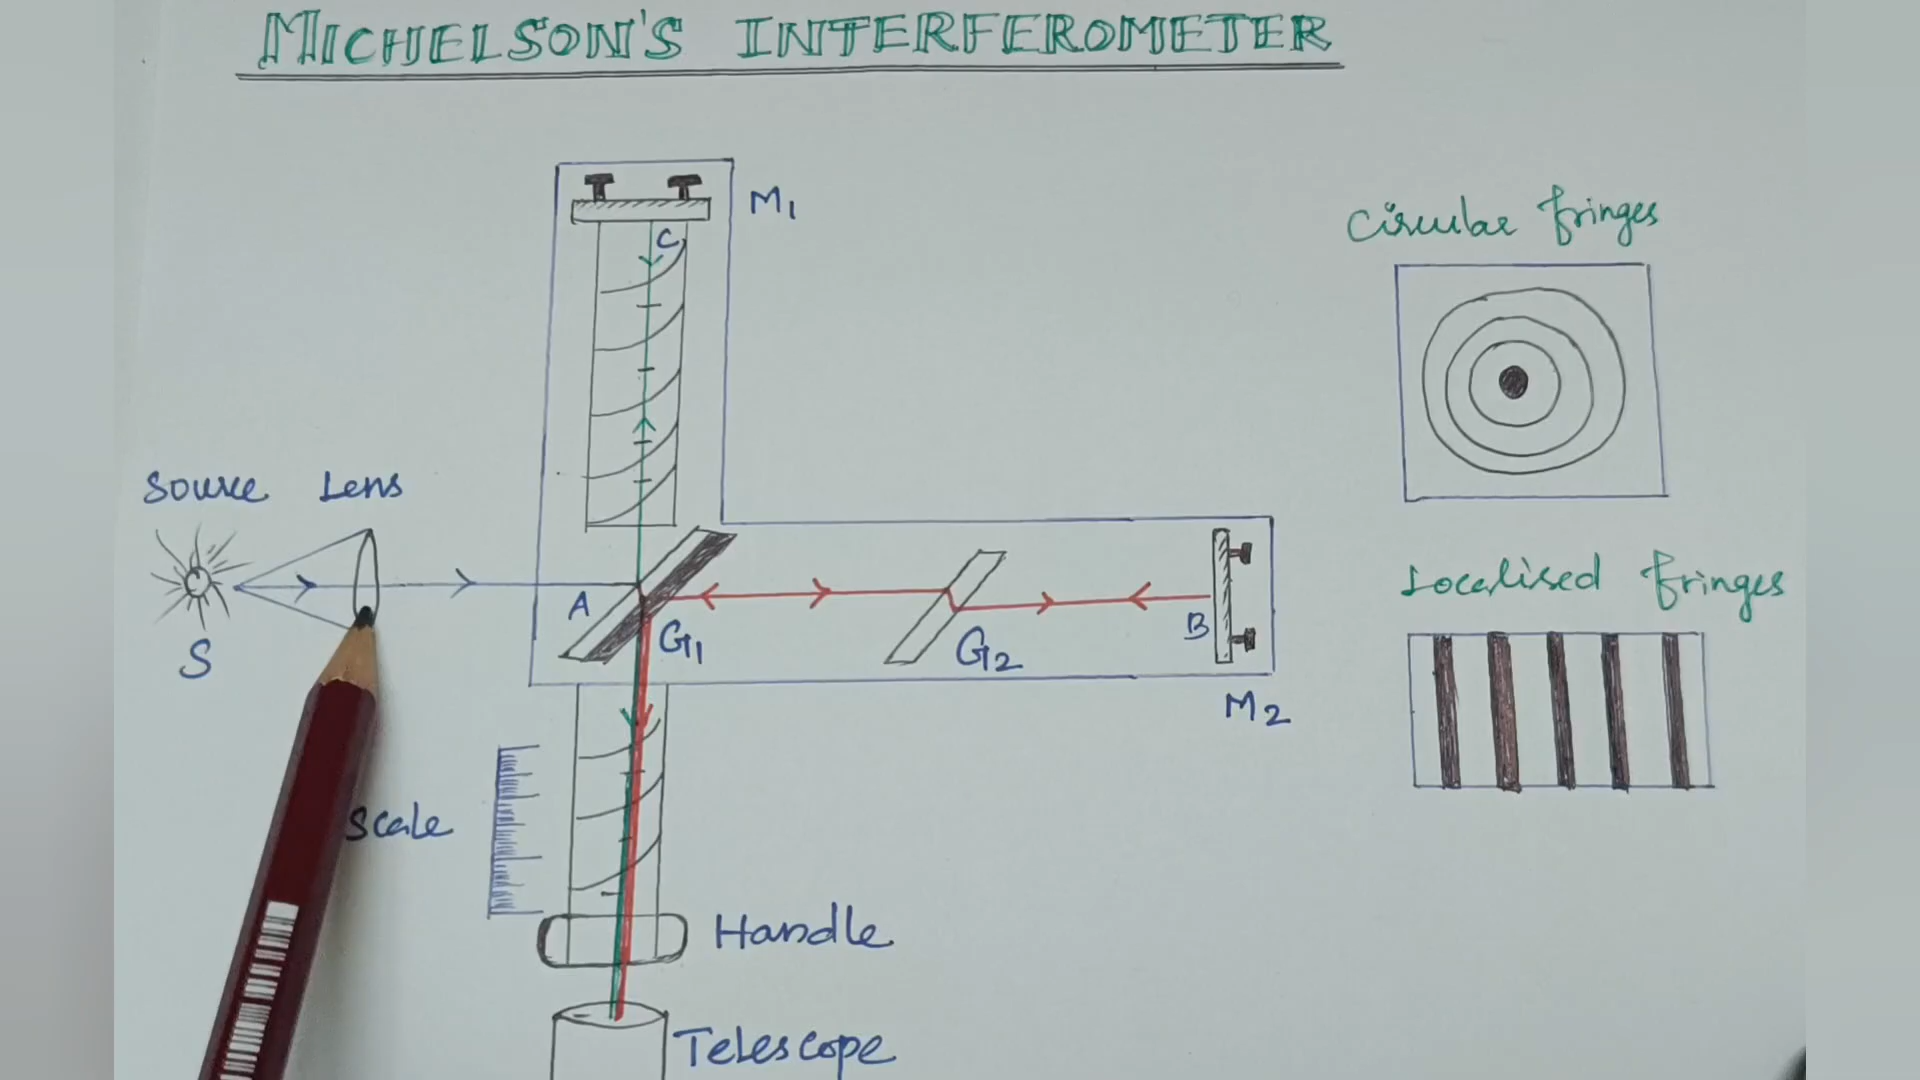 MICHELSON'S INTERFEROMETER
M1
C
Circular fringes
Source Lens
S
A
G1
G2
B
M2
Localised fringes
Scale
Handle
Telescope